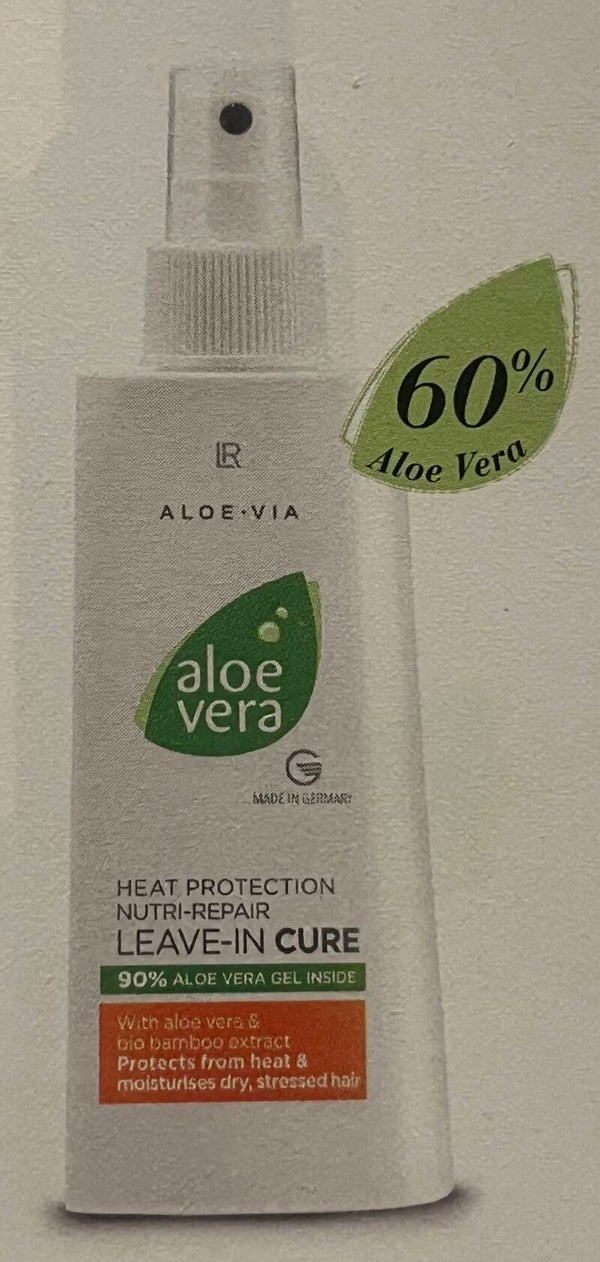 60%
Aloe Vera
LR
ALOE•VIA
aloe
vera
G
MADE IN GERMANY
HEAT PROTECTION
NUTRI-REPAIR
LEAVE-IN CURE
90% ALOE VERA GEL INSIDE
With aloe vera &
bio bamboo extract
Protects from heat &
moisturises dry, stressed hair